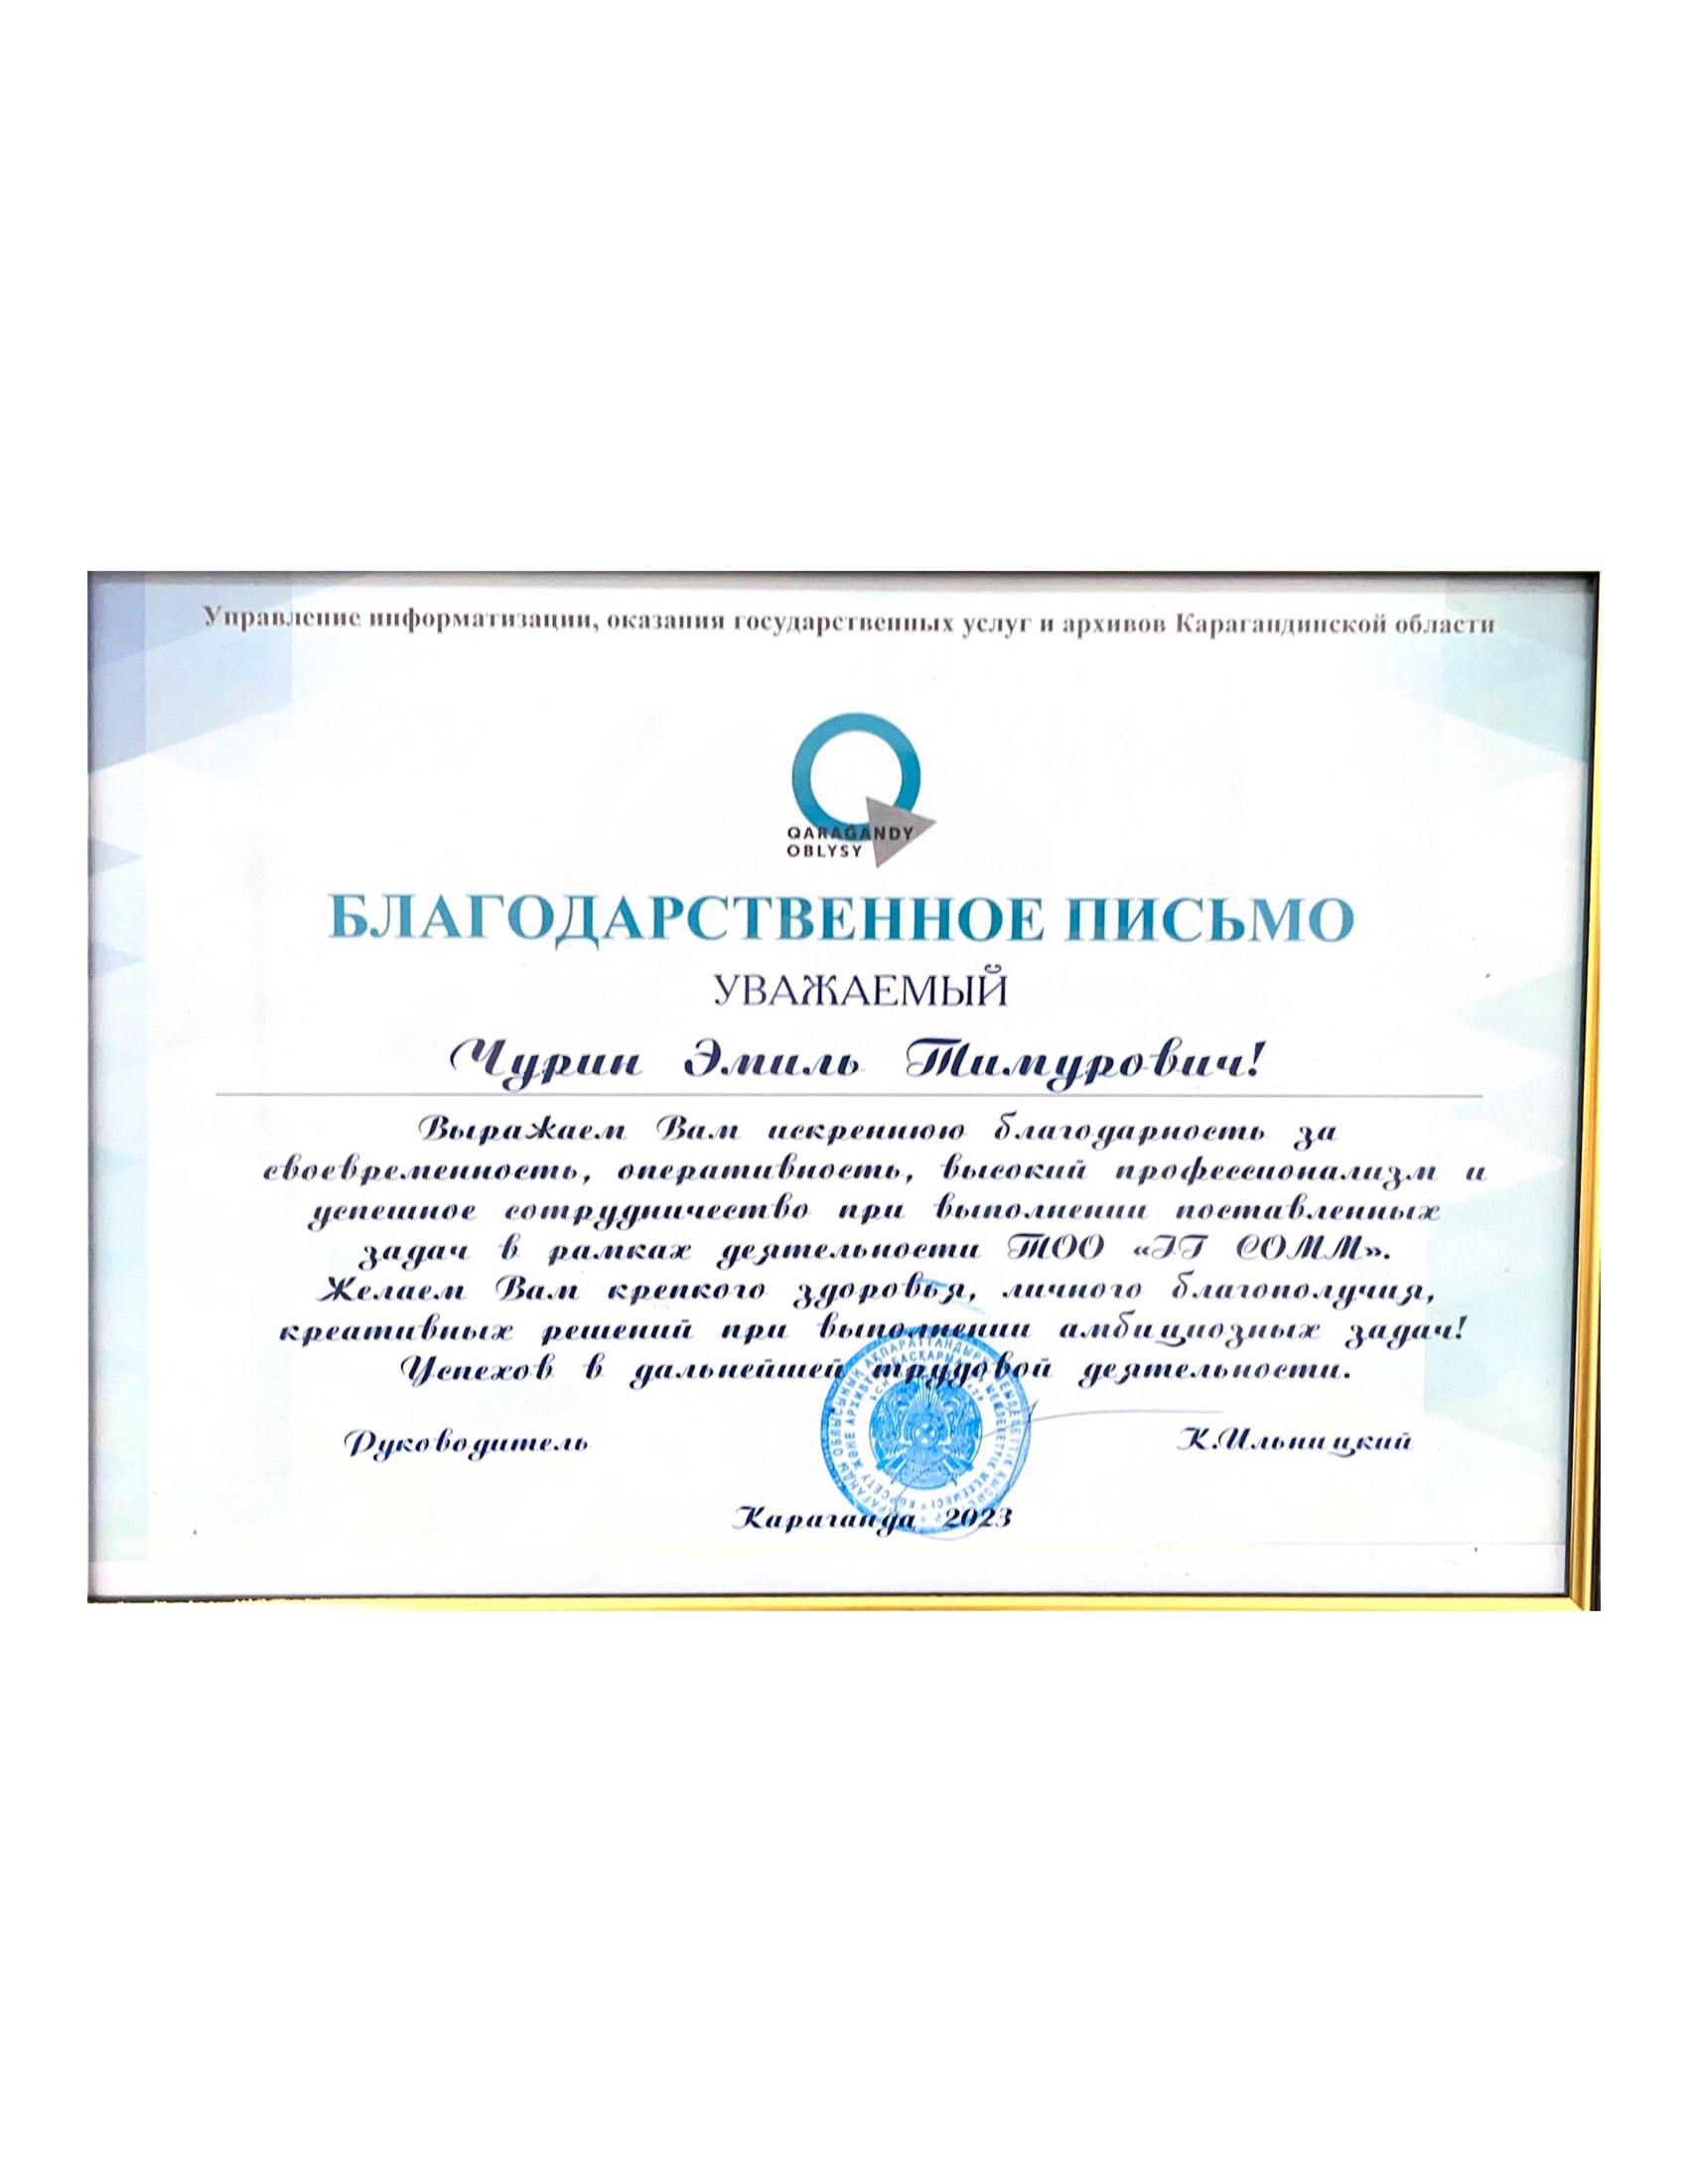 Управление информатизации, оказания государственных услуг и архивов Карагандинской области
QARAĞANDY
OBLYSY
БЛАГОДАРСТВЕННОЕ ПИСЬМО
УВАЖАЕМЫЙ
Чурин Эмиль Тимурович!
Выражаем Вам искреннюю благодарность за
своевременность, оперативность, высокий профессионализм и
успешное сотрудничество при выполнении поставленных
задач в рамках деятельности ТОО «IT COMM».
Желаем Вам крепкого здоровья, личного благополучия,
креативных решений при выполнении амбициозных задач!
Успехов в дальнейшей трудовой деятельности.
Руководитель К.Ильницкий
Караганда 2023